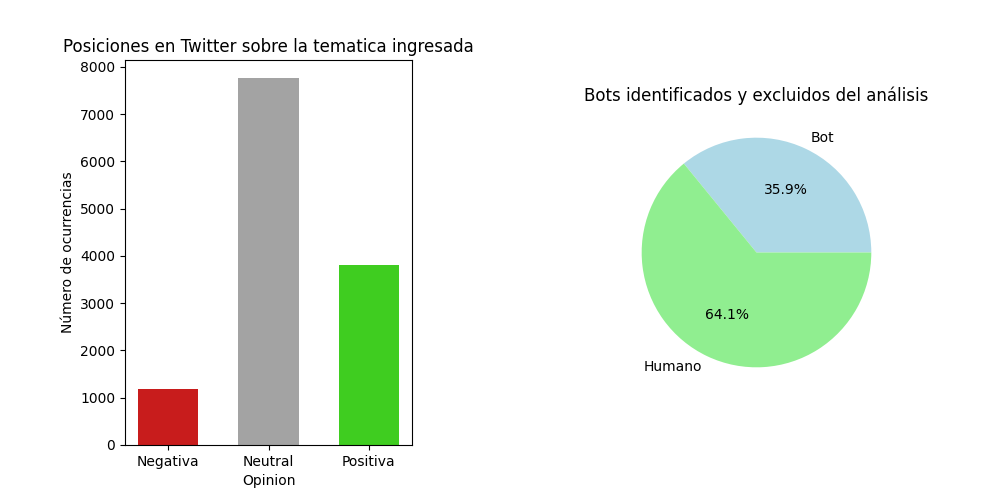 Posiciones en Twitter sobre la tematica ingresada
8000
7000
6000
5000
4000
3000
2000
1000
0
Número de ocurrencias
Negativa
Neutral
Positiva
Opinion
Bots identificados y excluidos del análisis
Bot
35.9%
64.1%
Humano